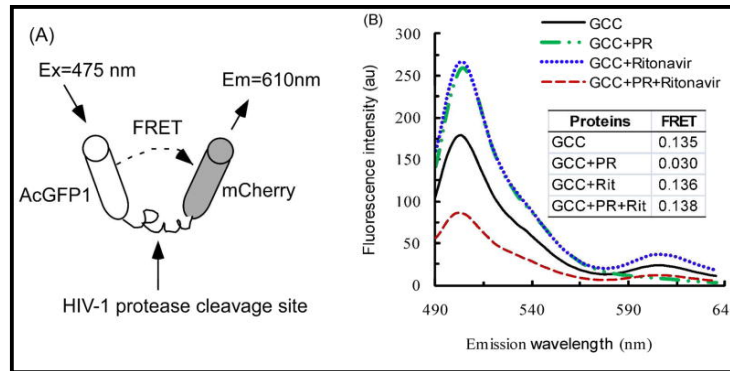 (A)
Ex=475 nm
Em=610nm
FRET
AcGFP1
mCherry
HIV-1 protease cleavage site
(B)
GCC
GCC+PR
GCC+Ritonavir
GCC+PR+Ritonavir
Fluorescence intensity (au)
300
250
200
150
100
50
0
Proteins FRET
GCC 0.135
GCC+PR 0.030
GCC+Rit 0.136
GCC+PR+Rit 0.138
490 540 590 64
Emission wavelength (nm)